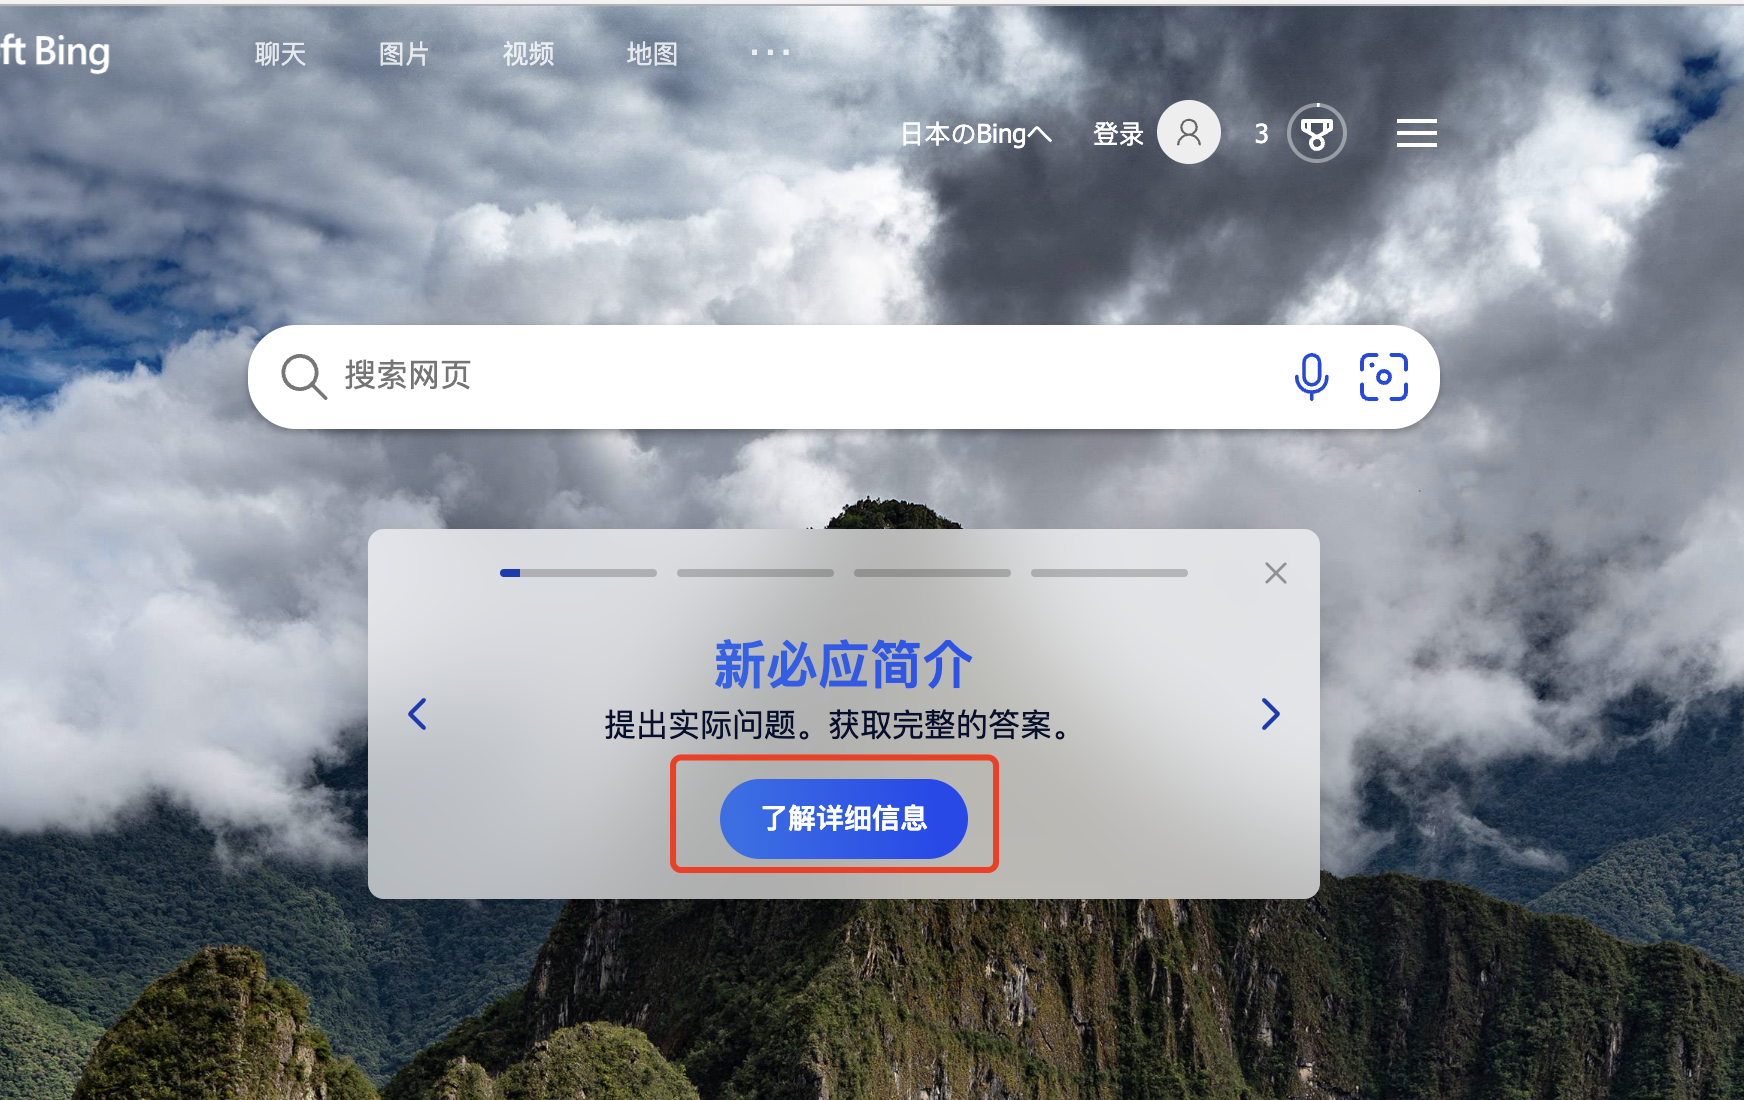 ft Bing
聊天 图片 视频 地图 ...
日本のBingへ 登录 3
搜索网页
新必应简介
提出实际问题。获取完整的答案。
了解详细信息